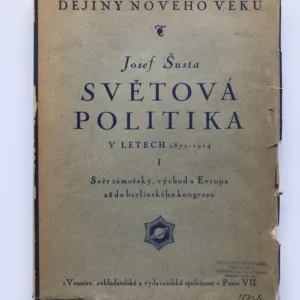 DĚJINY NOVÉHO VĚKU
Josef Šusta
SVĚTOVÁ
POLITIKA
V LETECH 1871-1914
I
Svět zámořský, východ a Evropa
až do berlínského kongresu
»Vesmír«, nakladatelská a vydavatelská společnost v Praze VII.